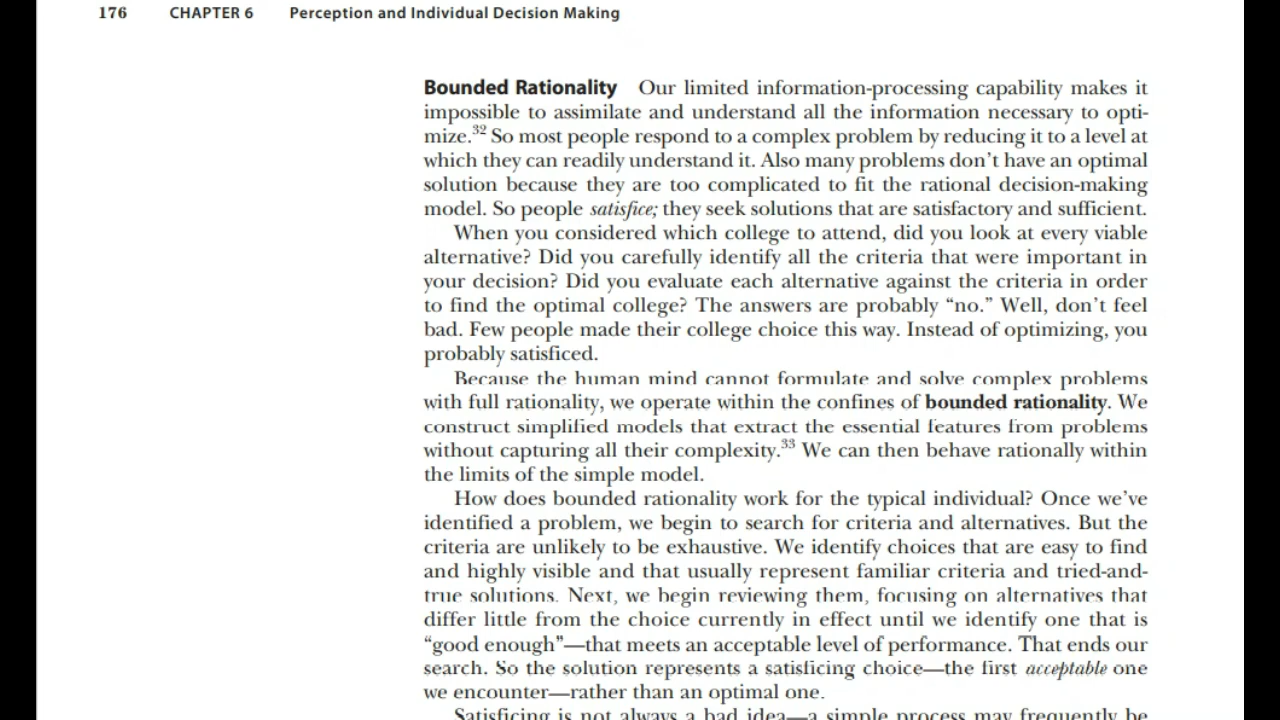 176 CHAPTER 6 Perception and Individual Decision Making
Bounded Rationality Our limited information-processing capability makes it
impossible to assimilate and understand all the information necessary to opti-
mize.32 So most people respond to a complex problem by reducing it to a level at
which they can readily understand it. Also many problems don't have an optimal
solution because they are too complicated to fit the rational decision-making
model. So people satisfice; they seek solutions that are satisfactory and sufficient.
When you considered which college to attend, did you look at every viable
alternative? Did you carefully identify all the criteria that were important in
your decision? Did you evaluate each alternative against the criteria in order
to find the optimal college? The answers are probably “no.” Well, don't feel
bad. Few people made their college choice this way. Instead of optimizing, you
probably satisficed.
Because the human mind cannot formulate and solve complex problems
with full rationality, we operate within the confines of bounded rationality. We
construct simplified models that extract the essential features from problems
without capturing all their complexity.33 We can then behave rationally within
the limits of the simple model.
How does bounded rationality work for the typical individual? Once we've
identified a problem, we begin to search for criteria and alternatives. But the
criteria are unlikely to be exhaustive. We identify choices that are easy to find
and highly visible and that usually represent familiar criteria and tried-and-
true solutions. Next, we begin reviewing them, focusing on alternatives that
differ little from the choice currently in effect until we identify one that is
“good enough”—that meets an acceptable level of performance. That ends our
search. So the solution represents a satisficing choice—the first acceptable one
we encounter—rather than an optimal one.
Satisficing is not always a bad idea—a simple process may frequently be